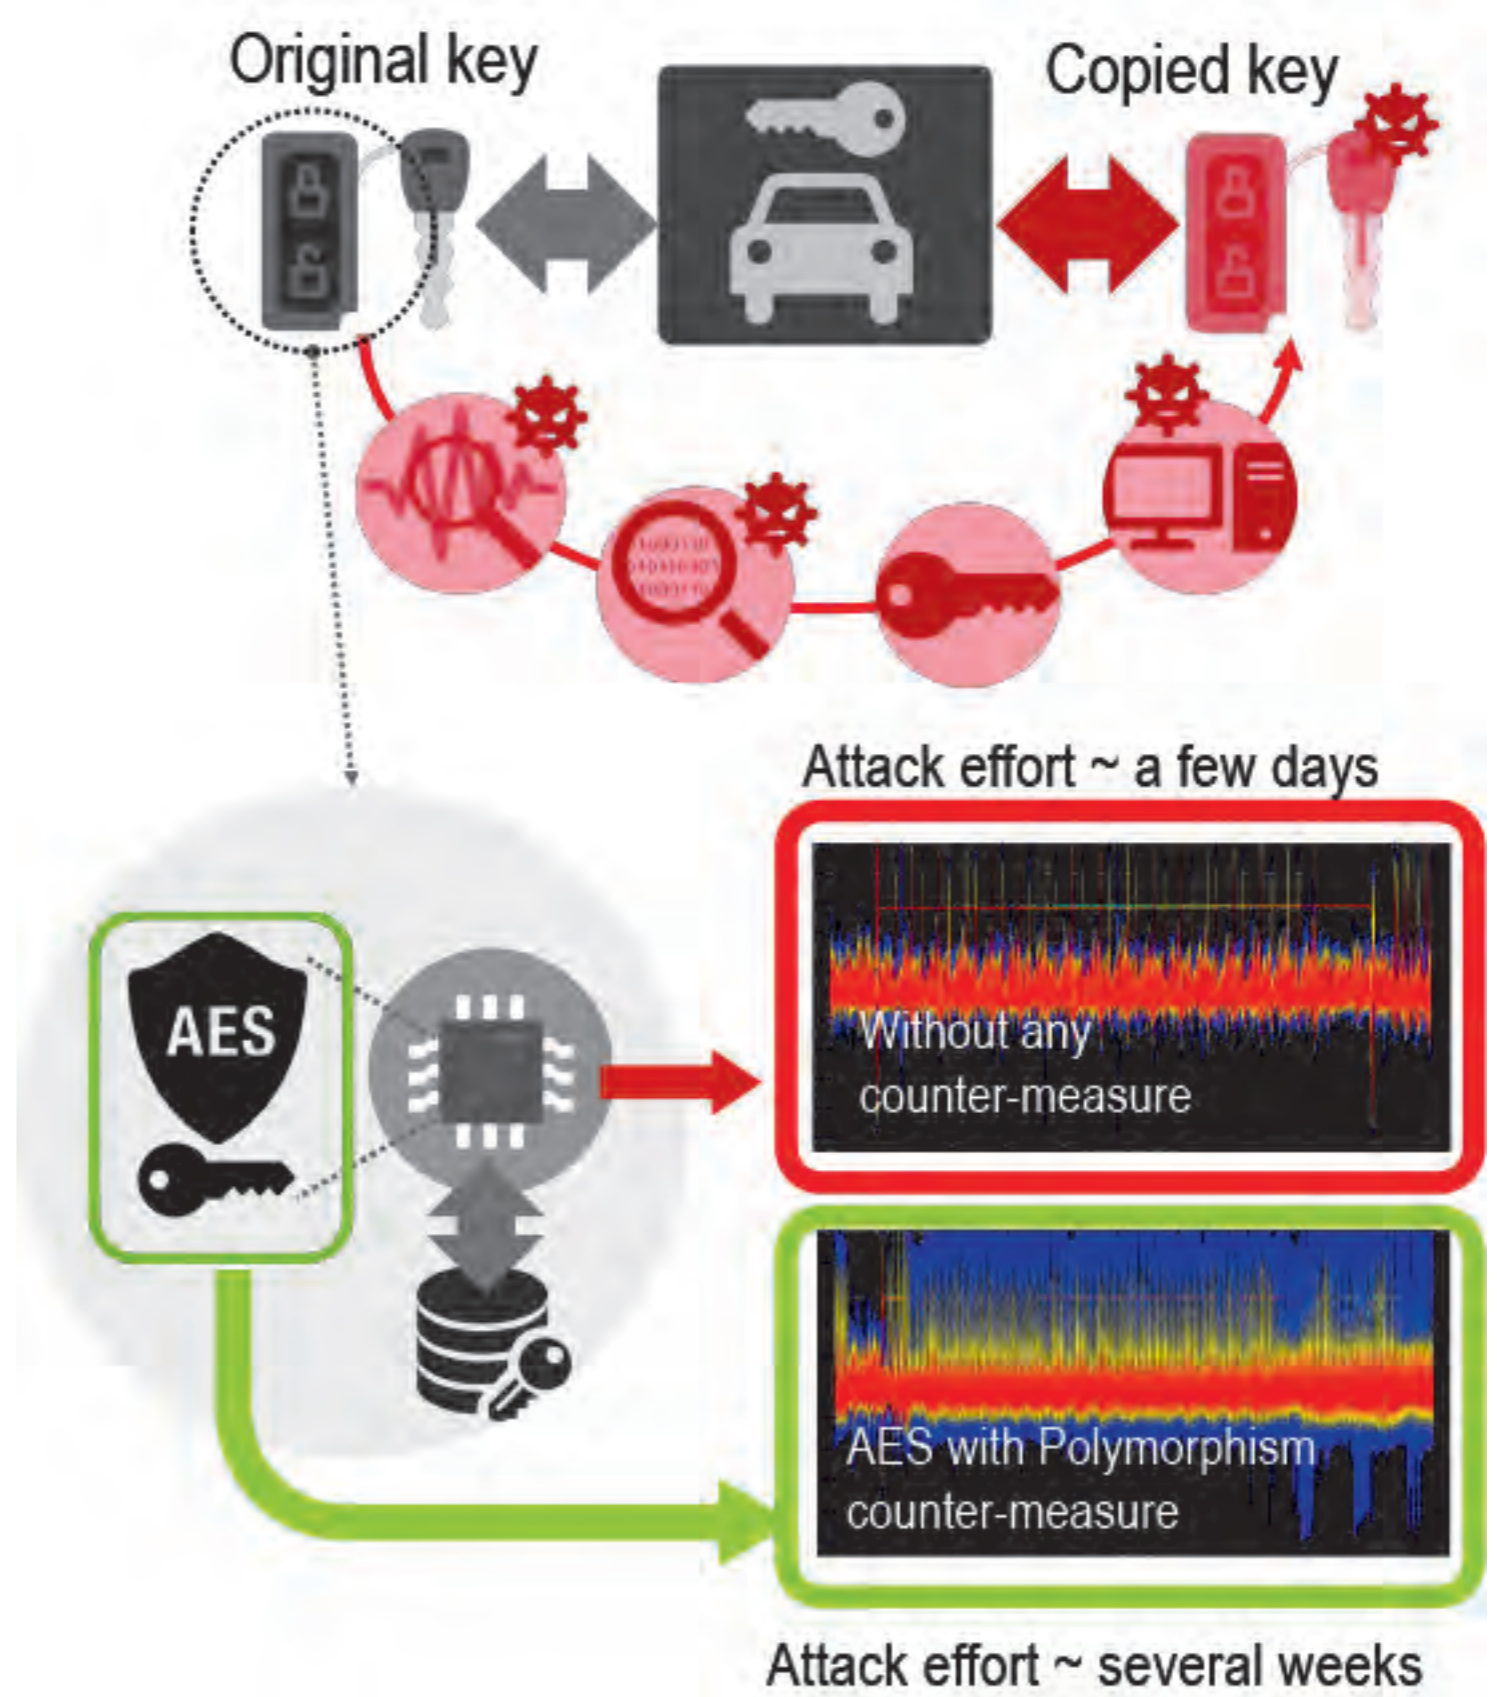 Original key
Copied key
Attack effort ~ a few days
Without any
counter-measure
AES
AES with Polymorphism
counter-measure
Attack effort ~ several weeks